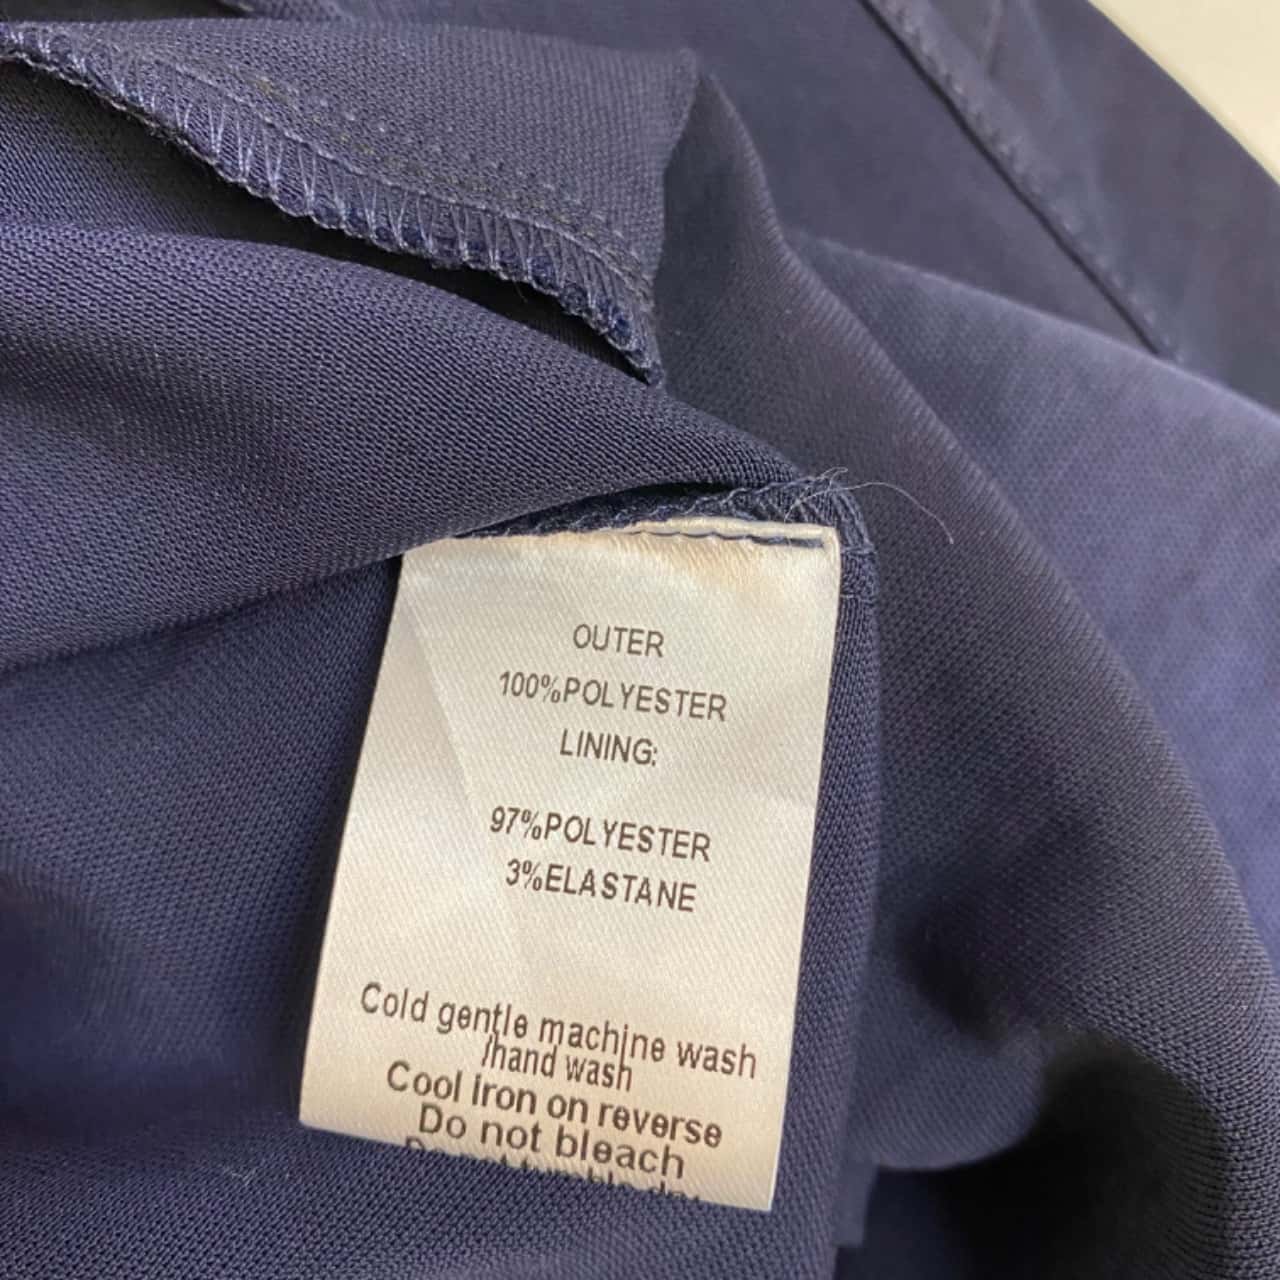 OUTER
100%POLYESTER
LINING:
97%POLYESTER
3%ELASTANE
Cold gentle machine wash
/hand wash
Cool iron on reverse
Do not bleach